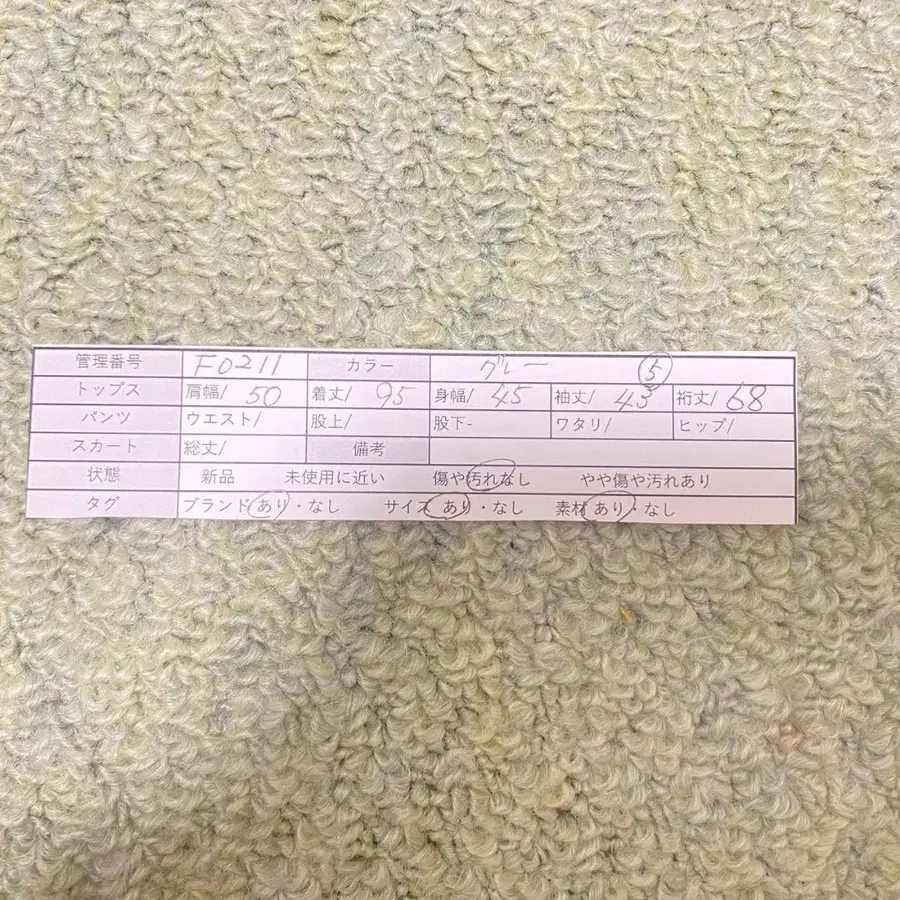 管理番号 F0211 カラー グレー ⑤
トップス 肩幅/ 50 着丈/ 95 身幅/ 45 袖丈/ 43 裄丈/ 68
パンツ ウエスト/ 股上/ 股下- ワタリ/ ヒップ/
スカート 総丈/ 備考
状態 新品 未使用に近い 傷や汚れなし やや傷や汚れあり
タグ ブランド あり・なし サイズ あり・なし 素材 あり・なし